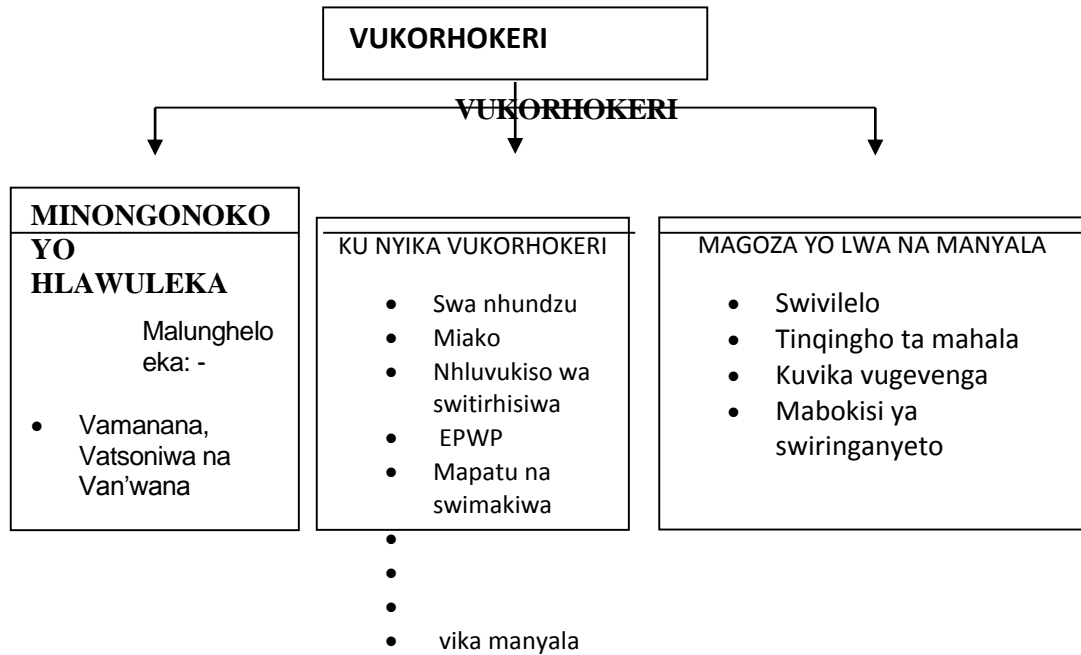 VUKORHOKERI
VUKORHOKERI
MINONGONOKO
YO
HLAWULEKA
Malunghelo
eka: -
• Vamanana,
Vatsoniwa na
Van'wana
KU NYIKA VUKORHOKERI
• Swa nhundzu
• Miako
• Nhluvukiso wa
switirhisiwa
• EPWP
• Mapatu na
swimakiwa
•
•
•
• vika manyala
MAGOZA YO LWA NA MANYALA
• Swivilelo
• Tinqingho ta mahala
• Kuvika vugevenga
• Mabokisi ya
swiringanyeto